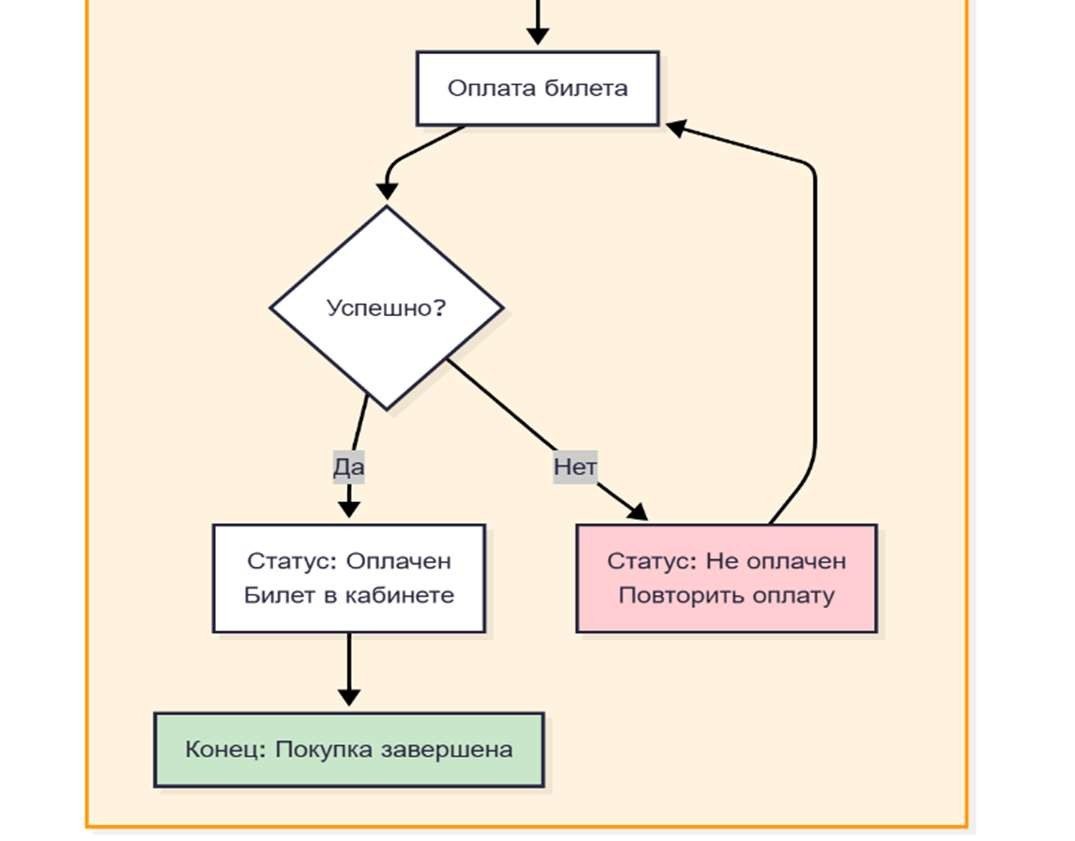 Оплата билета
Успешно?
Да
Нет
Статус: Оплачен
Билет в кабинете
Статус: Не оплачен
Повторить оплату
Конец: Покупка завершена